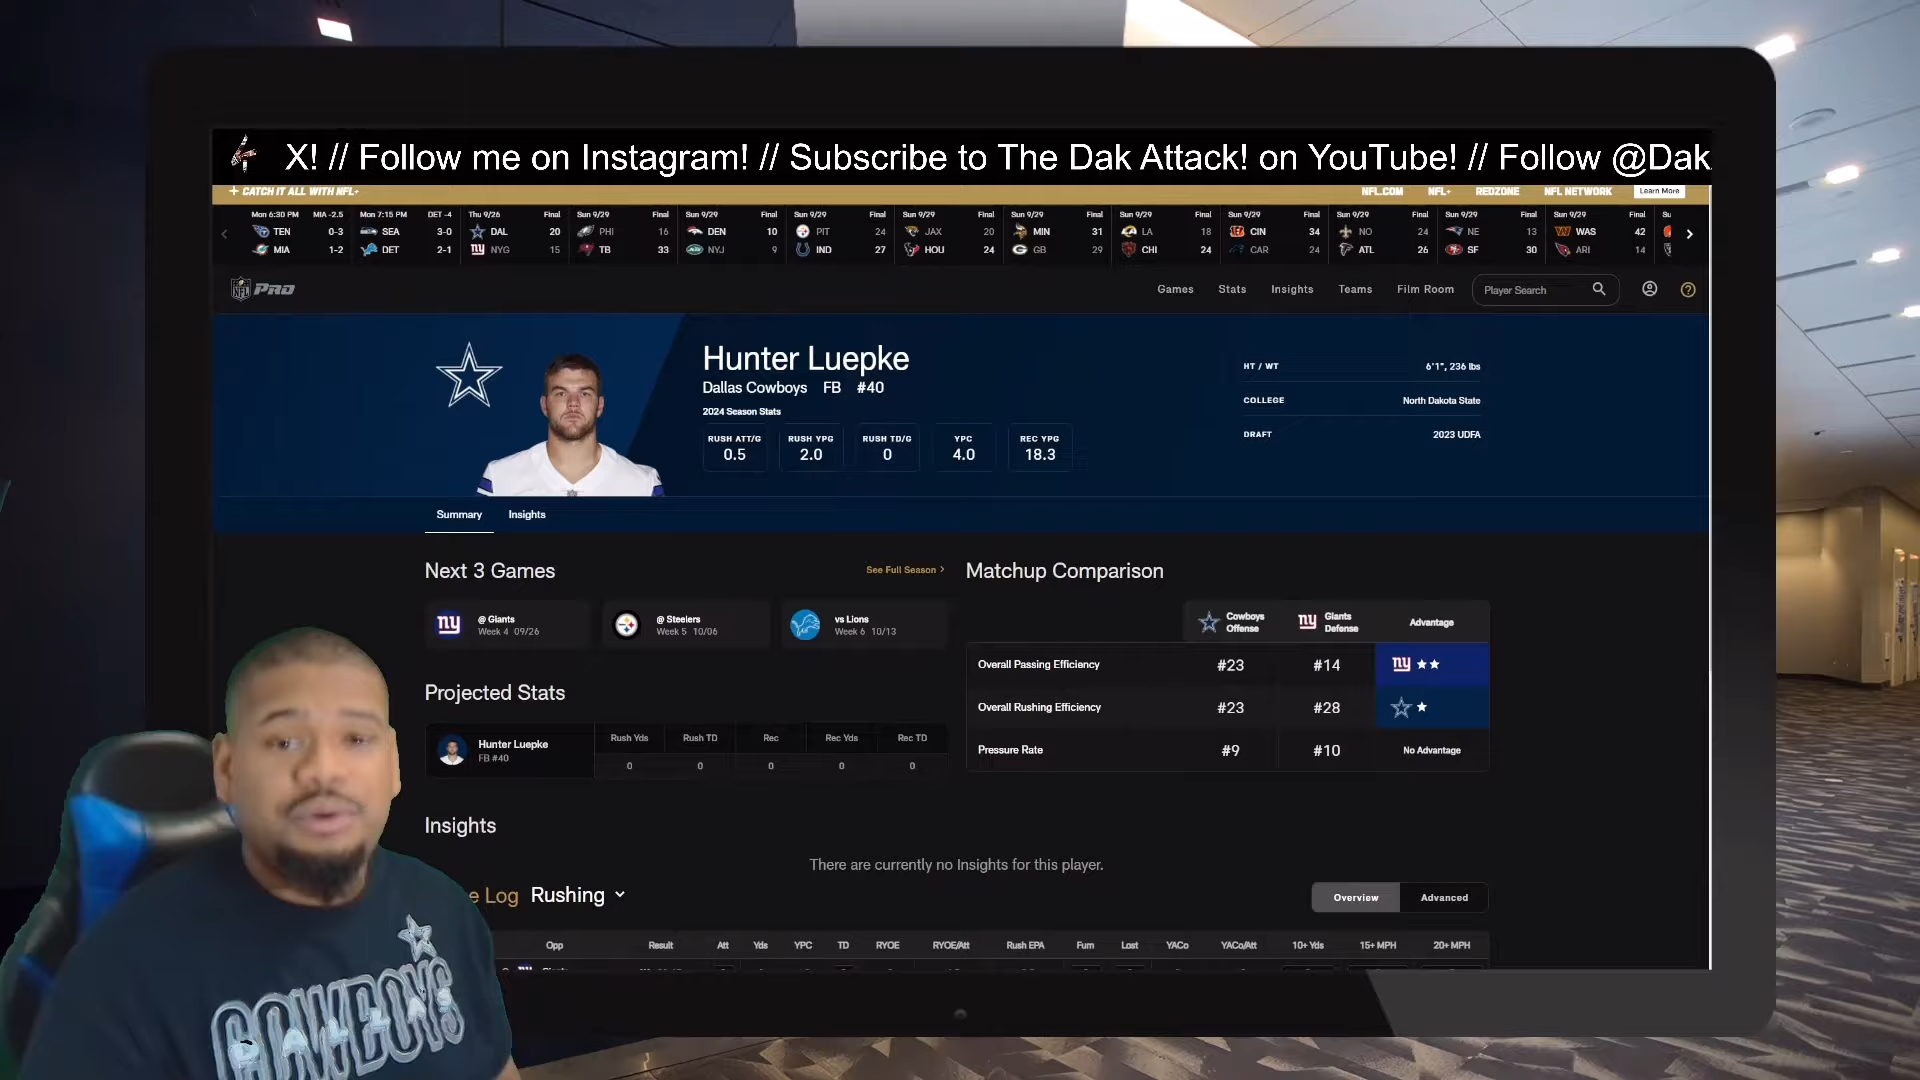 X! // Follow me on Instagram! // Subscribe to The Dak Attack! on YouTube! // Follow @Dak
+ CATCH IT ALL WITH NFL+
NFL.COM NFL+ REDZONE NFL NETWORK Learn More
Mon 6:30 PM MIA -2.5 Mon 7:15 PM DET -4 Thu 9/26 Final Sun 9/29 Final Sun 9/29 Final Sun 9/29 Final Sun 9/29 Final Sun 9/29 Final Sun 9/29 Final Sun 9/29 Final Sun 9/29 Final Sun 9/29 Final Sun 9/29 Final Su
TEN 0-3 SEA 3-0 DAL 20 PHI 16 DEN 10 PIT 24 JAX 20 MIN 31 LA 18 CIN 34 NO 24 NE 13 WAS 42
MIA 1-2 DET 2-1 NYG 15 TB 33 NYJ 9 IND 27 HOU 24 GB 29 CHI 24 CAR 24 ATL 26 SF 30 ARI 14
NFL PRO Games Stats Insights Teams Film Room Player Search
Hunter Luepke
Dallas Cowboys FB #40
2024 Season Stats
RUSH ATT/G RUSH YPG RUSH TD/G YPC REC YPG
0.5 2.0 0 4.0 18.3
HT / WT 6'1", 236 lbs
COLLEGE North Dakota State
DRAFT 2023 UDFA
Summary Insights
Next 3 Games See Full Season >
@ Giants
Week 4 09/26
@ Steelers
Week 5 10/06
vs Lions
Week 6 10/13
Projected Stats
Rush Yds Rush TD Rec Rec Yds Rec TD
Hunter Luepke
FB #40
0 0 0 0 0
Matchup Comparison
Cowboys Offense Giants Defense Advantage
Overall Passing Efficiency #23 #14 ny
Overall Rushing Efficiency #23 #28
Pressure Rate #9 #10 No Advantage
Insights
There are currently no Insights for this player.
e Log Rushing
Overview Advanced
Opp Result Att Yds YPC TD RYOE RYOE/Att Rush EPA Fum Lost YACo YACo/Att 10+ Yds 15+ MPH 20+ MPH
COWBOYS
DALLAS